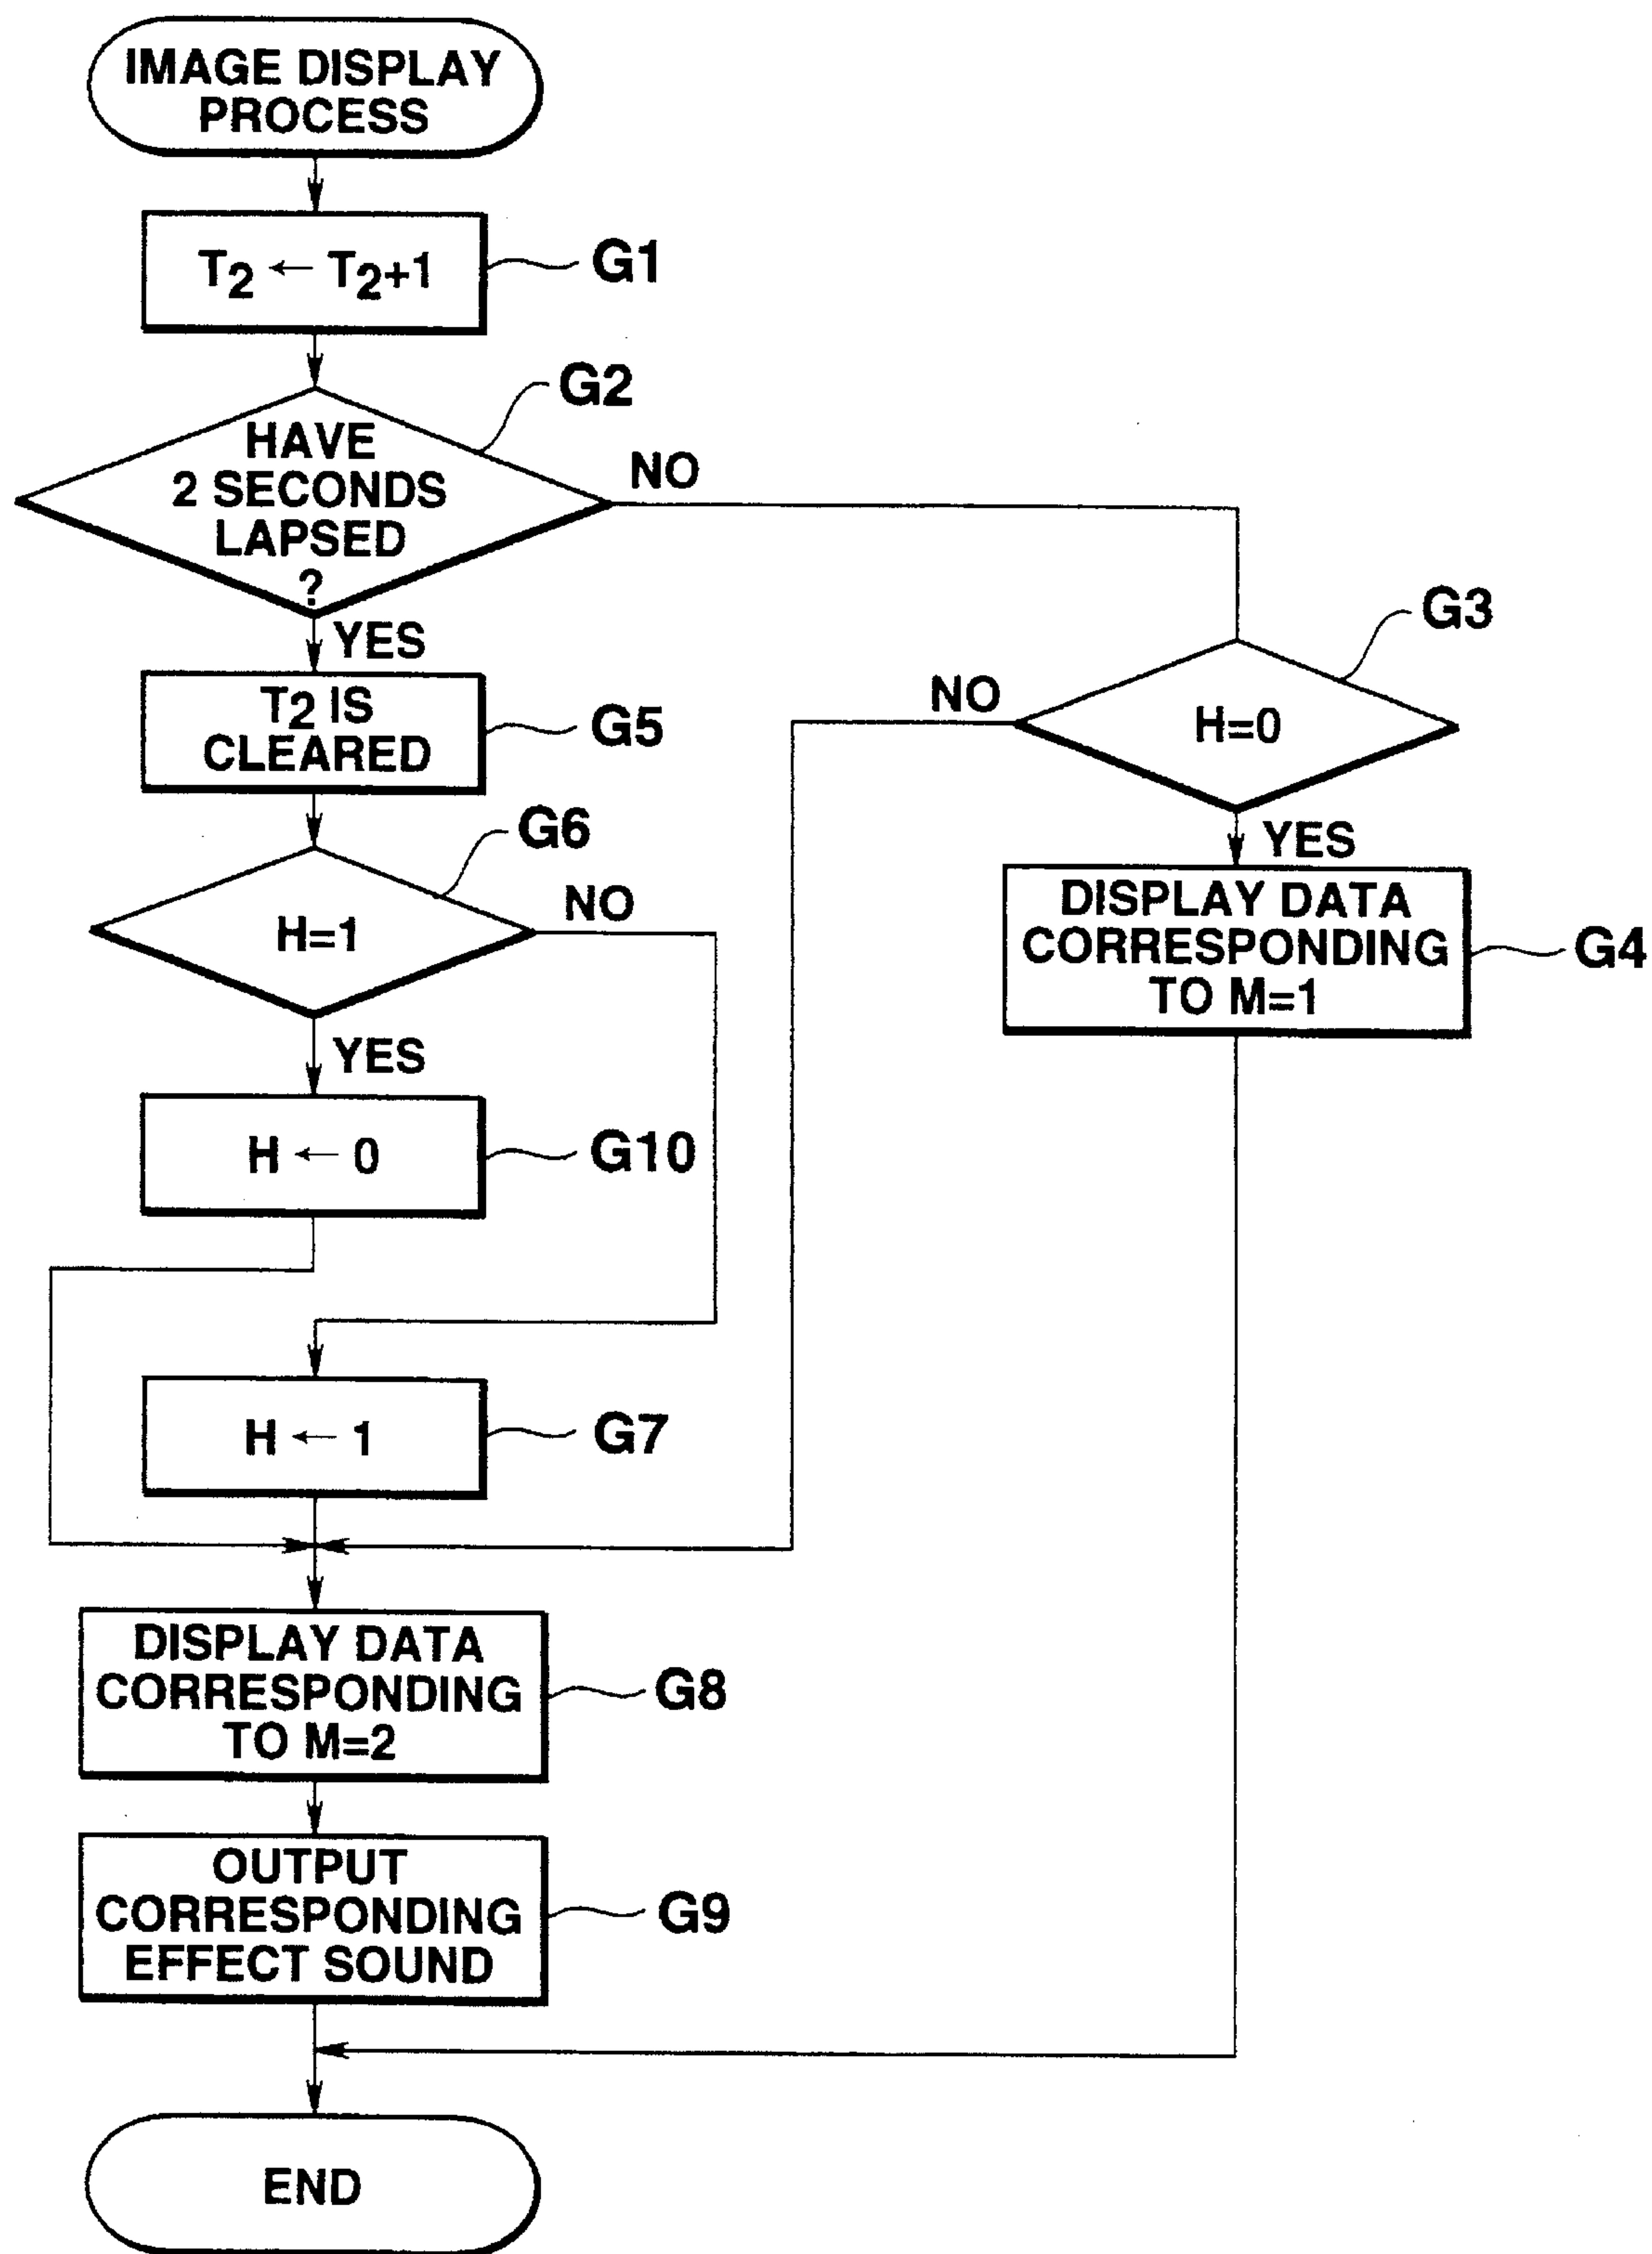 IMAGE DISPLAY
PROCESS
T2 ← T2+1
G1
G2
HAVE
2 SECONDS
LAPSED
?
NO
YES
G3
H=0
NO
YES
T2 IS
CLEARED
G5
G6
H=1
NO
YES
DISPLAY DATA
CORRESPONDING
TO M=1
G4
H ← 0
G10
H ← 1
G7
DISPLAY DATA
CORRESPONDING
TO M=2
G8
OUTPUT
CORRESPONDING
EFFECT SOUND
G9
END